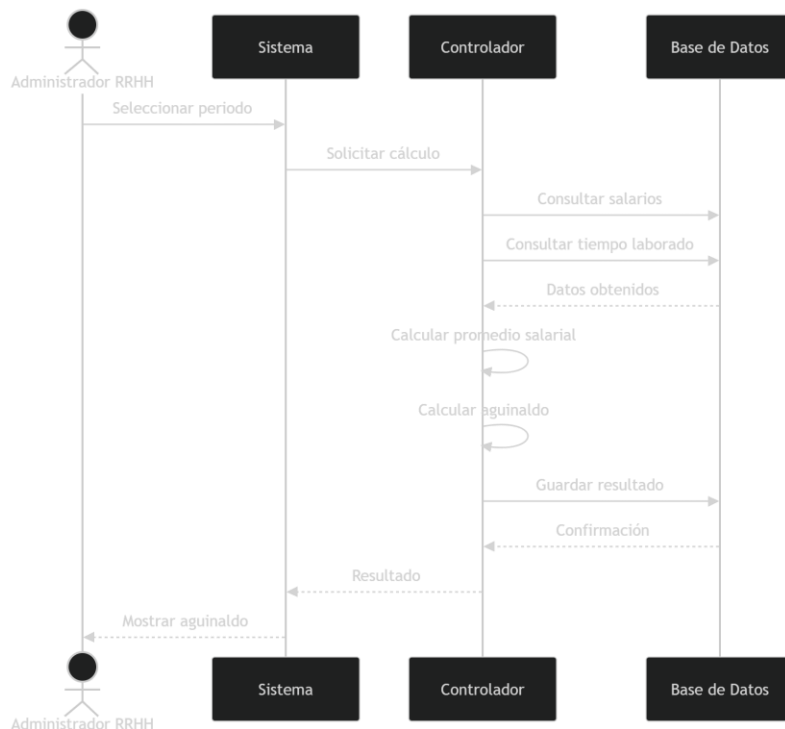 Sistema
Controlador
Base de Datos
Administrador RRHH
Seleccionar periodo
Solicitar cálculo
Consultar salarios
Consultar tiempo laborado
Datos obtenidos
Calcular promedio salarial
Calcular aguinaldo
Guardar resultado
Confirmación
Resultado
Mostrar aguinaldo
Sistema
Controlador
Base de Datos
Administrador RRHH